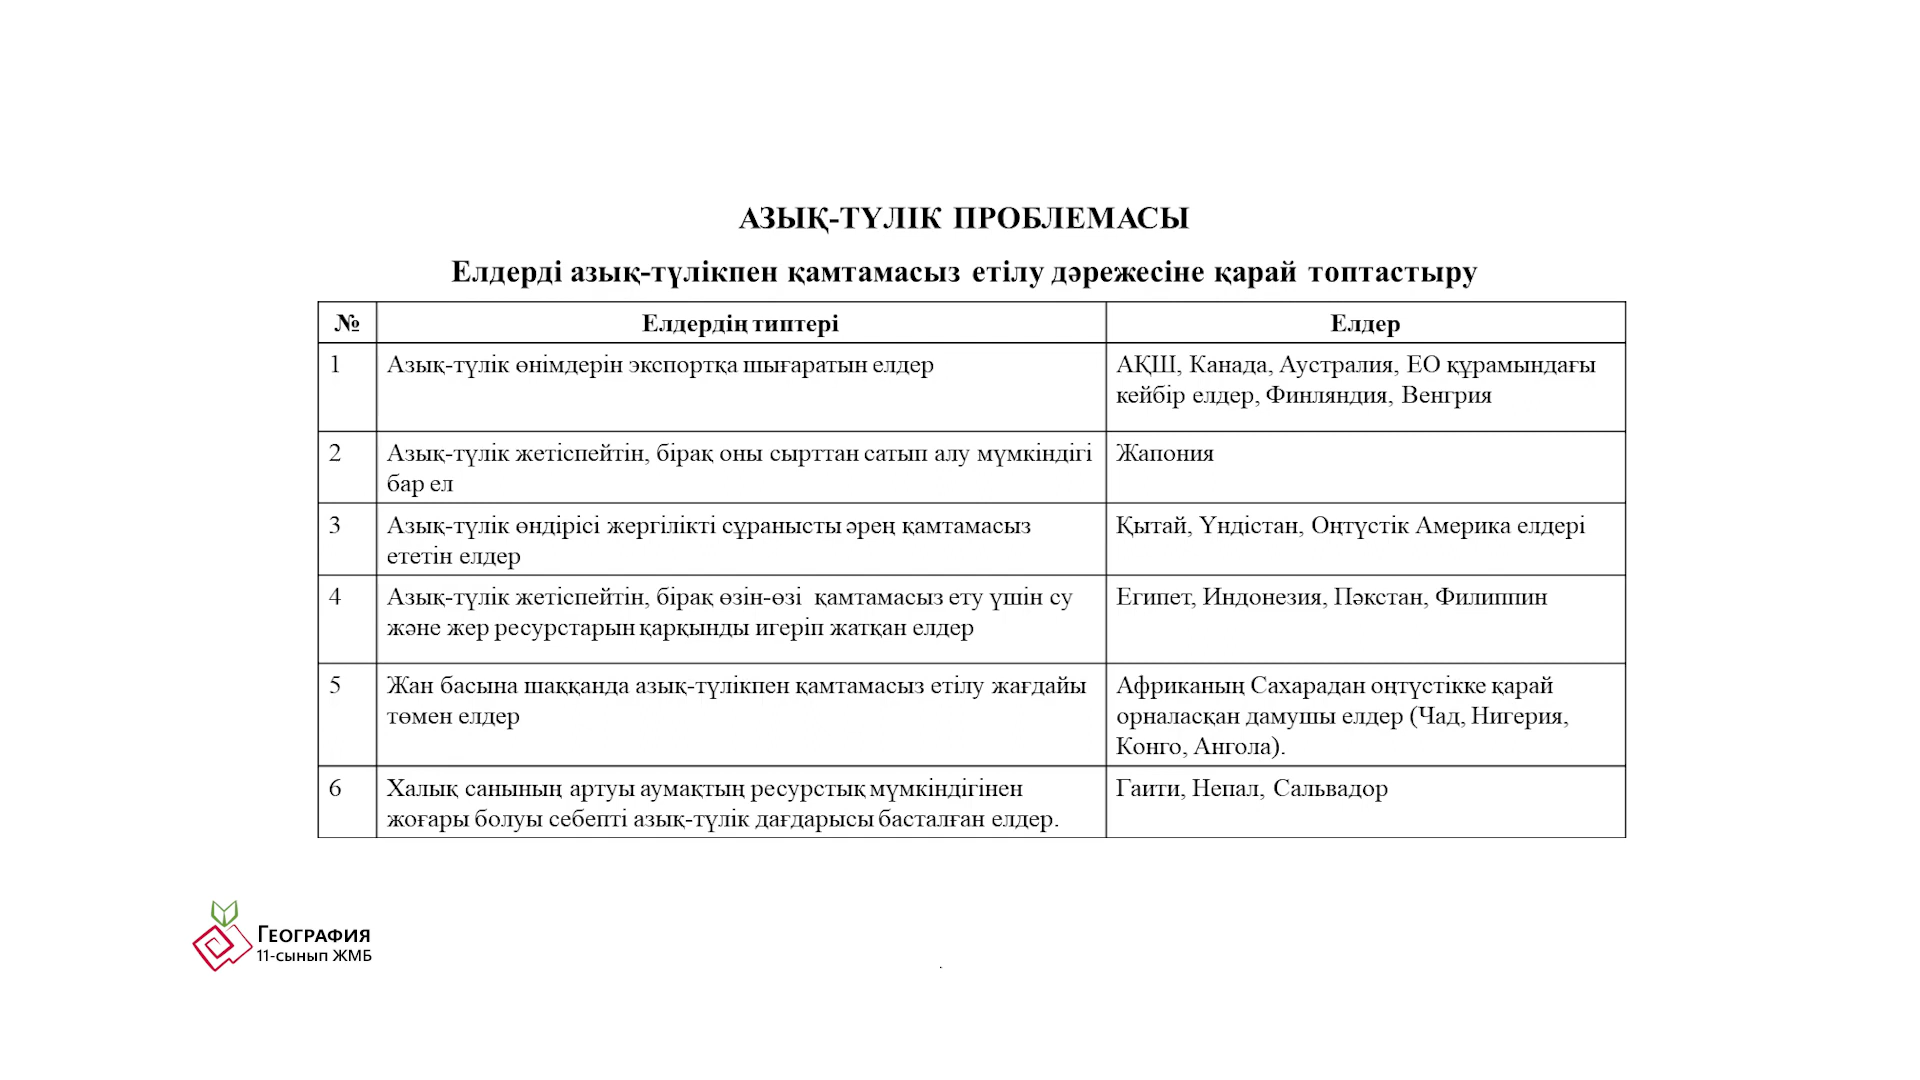 АЗЫҚ-ТҮЛІК ПРОБЛЕМАСЫ
Елдерді азық-түлікпен қамтамасыз етілу дәрежесіне қарай топтастыру
№ Елдердің типтері Елдер
1 Азық-түлік өнімдерін экспортқа шығаратын елдер АҚШ, Канада, Аустралия, ЕО құрамындағы
кейбір елдер, Финляндия, Венгрия
2 Азық-түлік жетіспейтін, бірақ оны сырттан сатып алу мүмкіндігі Жапония
бар ел
3 Азық-түлік өндірісі жергілікті сұранысты әрең қамтамасыз Қытай, Үндістан, Оңтүстік Америка елдері
ететін елдер
4 Азық-түлік жетіспейтін, бірақ өзін-өзі қамтамасыз ету үшін су Египет, Индонезия, Пәкстан, Филиппин
және жер ресурстарын қарқынды игеріп жатқан елдер
5 Жан басына шаққанда азық-түлікпен қамтамасыз етілу жағдайы Африканың Сахарадан оңтүстікке қарай
төмен елдер орналасқан дамушы елдер (Чад, Нигерия,
Конго, Ангола).
6 Халық санының артуы аумақтың ресурстық мүмкіндігінен Гаити, Непал, Сальвадор
жоғары болуы себепті азық-түлік дағдарысы басталған елдер.
География
11-сынып ЖМБ
.